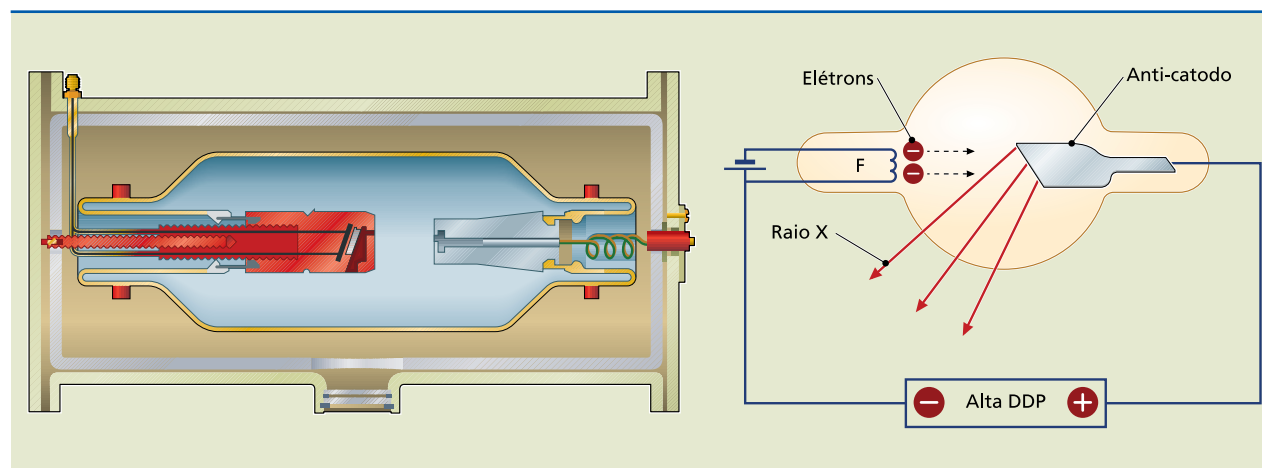 Elétrons
Anti-catodo
F
Raio X
Alta DDP